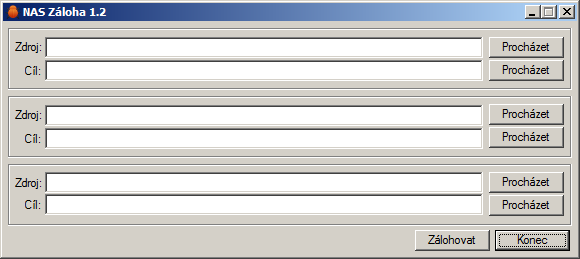 NAS Záloha 1.2
Zdroj: Procházet
Cíl: Procházet
Zdroj: Procházet
Cíl: Procházet
Zdroj: Procházet
Cíl: Procházet
Zálohovat Konec